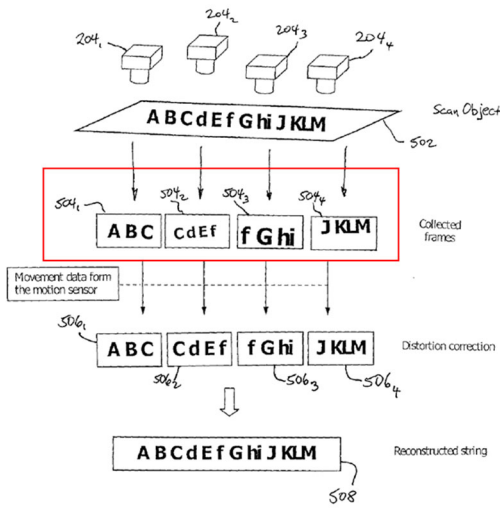 204₁ 204₂ 204₃ 204₄
Scan Object
ABCdEfGhiJKLM
502
504₁ 504₂ 504₃ 504₄
ABC CdEf fGhi JKLM
Collected
frames
Movement data form
the motion sensor
506₁
ABC CdEf fGhi JKLM
Distortion correction
506₂ 506₃ 506₄
ABCdEfGhiJKLM
Reconstructed string
508